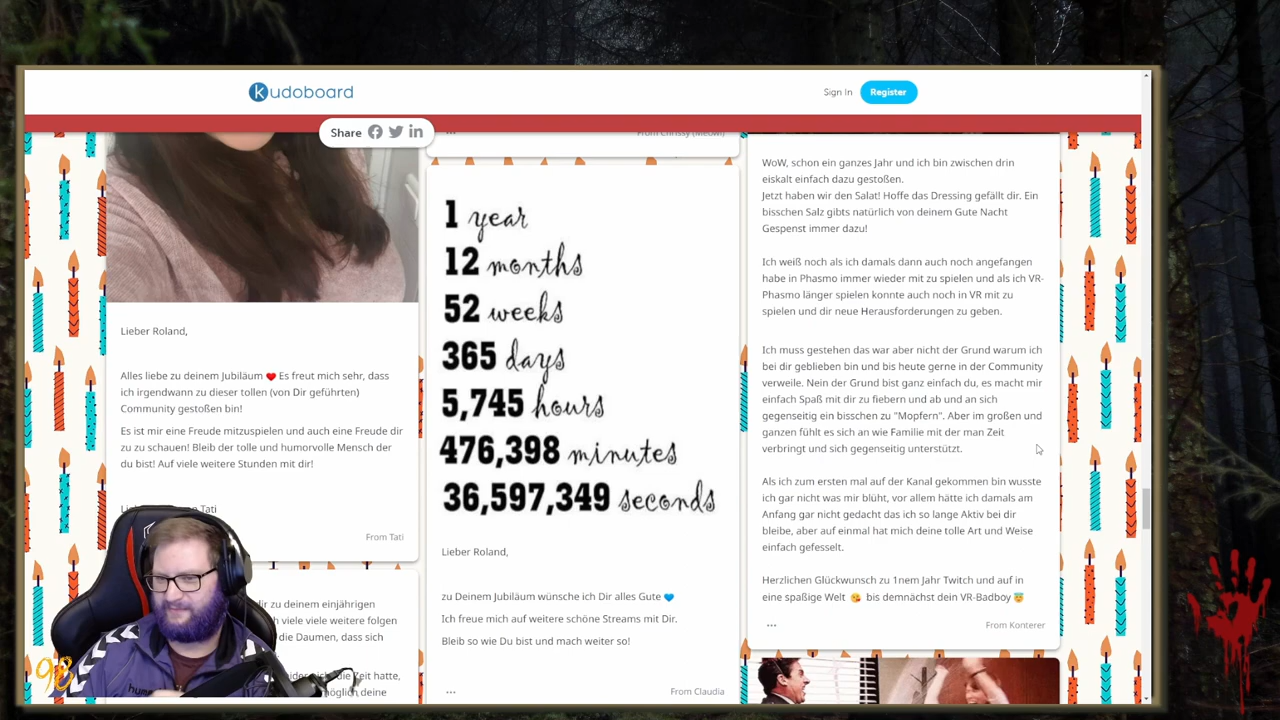 kudoboard
Sign In
Register
Share
From Chrissy (Meowi)
Lieber Roland,
Alles liebe zu deinem Jubiläum ❤️ Es freut mich sehr, dass
ich irgendwann zu dieser tollen (von Dir geführten)
Community gestoßen bin!
Es ist mir eine Freude mitzuspielen und auch eine Freude dir
zu zu schauen! Bleib der tolle und humorvolle Mensch der
du bist! Auf viele weitere Stunden mit dir!
Tati
From Tati
dir zu deinem einjährigen
viele viele weitere folgen
die Daumen, dass sich
die Zeit hatte,
möglich deine
1 year
12 months
52 weeks
365 days
5,745 hours
476,398 minutes
36,597,349 seconds
Lieber Roland,
zu Deinem Jubiläum wünsche ich Dir alles Gute 💙
Ich freue mich auf weitere schöne Streams mit Dir.
Bleib so wie Du bist und mach weiter so!
... From Claudia
WoW, schon ein ganzes Jahr und ich bin zwischen drin
eiskalt einfach dazu gestoßen.
Jetzt haben wir den Salat! Hoffe das Dressing gefällt dir. Ein
bisschen Salz gibts natürlich von deinem Gute Nacht
Gespenst immer dazu!
Ich weiß noch als ich damals dann auch noch angefangen
habe in Phasmo immer wieder mit zu spielen und als ich VR-
Phasmo länger spielen konnte auch noch in VR mit zu
spielen und dir neue Herausforderungen zu geben.
Ich muss gestehen das war aber nicht der Grund warum ich
bei dir geblieben bin und bis heute gerne in der Community
verweile. Nein der Grund bist ganz einfach du, es macht mir
einfach Spaß mit dir zu fiebern und ab und an sich
gegenseitig ein bisschen zu "Mopfern". Aber im großen und
ganzen fühlt es sich an wie Familie mit der man Zeit
verbringt und sich gegenseitig unterstützt.
Als ich zum ersten mal auf der Kanal gekommen bin wusste
ich gar nicht was mir blüht, vor allem hätte ich damals am
Anfang gar nicht gedacht das ich so lange Aktiv bei dir
bleibe, aber auf einmal hat mich deine tolle Art und Weise
einfach gefesselt.
Herzlichen Glückwunsch zu 1nem Jahr Twitch und auf in
eine spaßige Welt 😘 bis demnächst dein VR-Badboy 😇
... From Konterer
98